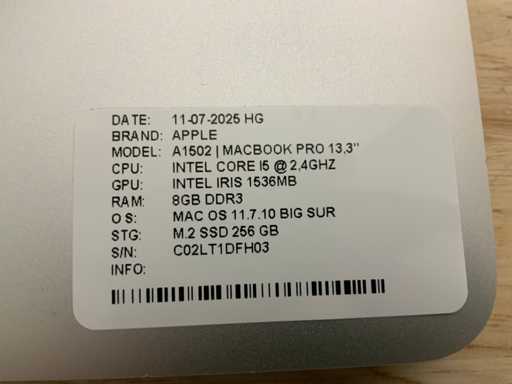 DATE: 11-07-2025 HG
BRAND: APPLE
MODEL: A1502 | MACBOOK PRO 13,3"
CPU: INTEL CORE I5 @ 2,4GHZ
GPU: INTEL IRIS 1536MB
RAM: 8GB DDR3
OS: MAC OS 11.7.10 BIG SUR
STG: M.2 SSD 256 GB
S/N: C02LT1DFH03
INFO: